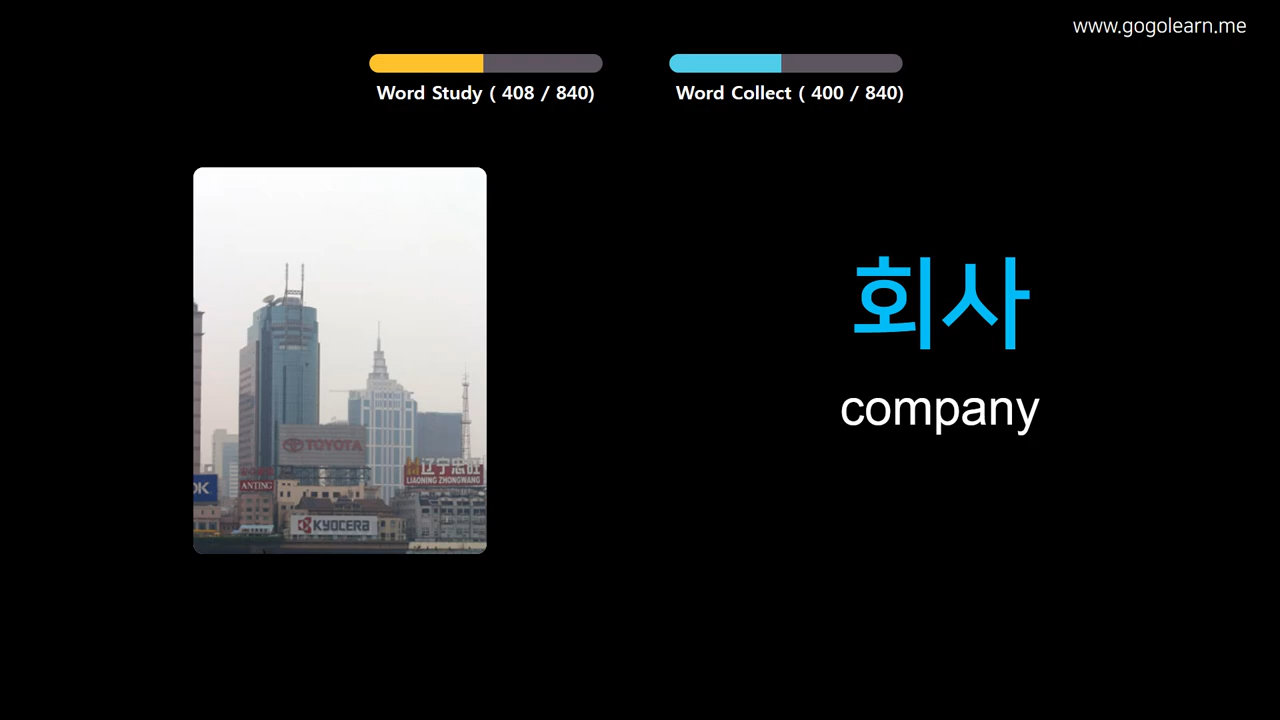 www.gogolearn.me
Word Study ( 408 / 840)
Word Collect ( 400 / 840)
회사
company
TOYOTA
辽宁忠旺
LIAONING ZHONGWANG
OK
ANTING
KYOCERA